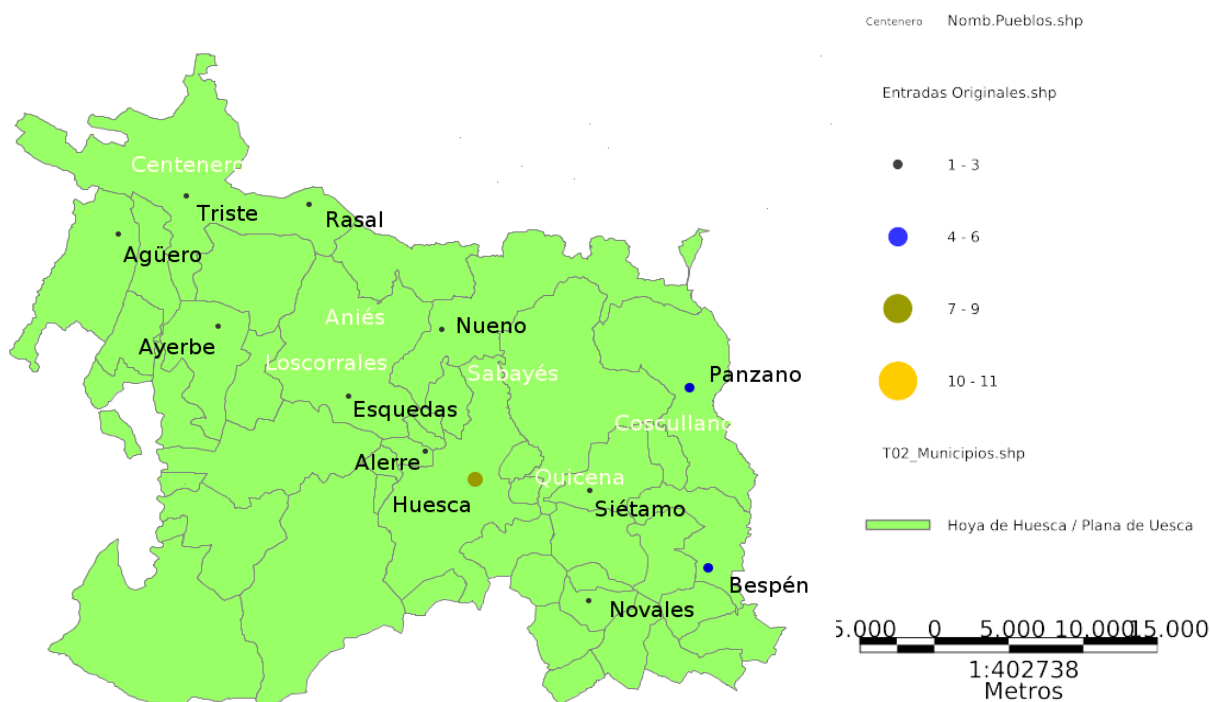 Centenero
Triste
Rasal
Agüero
Aniés
Nueno
Ayerbe
Loscorrales
Sabayés
Panzano
Esquedas
Coscullano
Alerre
Quicena
Huesca
Siétamo
Bespén
Novales
Centenero Nomb.Pueblos.shp
Entradas Originales.shp
1 - 3
4 - 6
7 - 9
10 - 11
T02_Municipios.shp
Hoya de Huesca / Plana de Uesca
5.000 0 5.000 10.000 15.000
1:402738
Metros